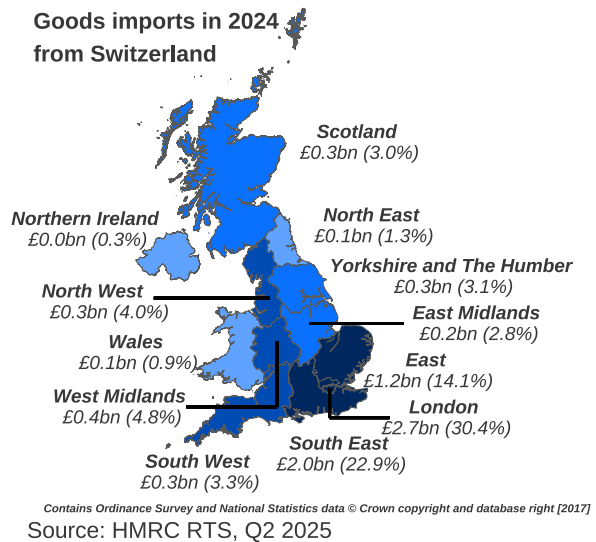 Goods imports in 2024
from Switzerland
Scotland
£0.3bn (3.0%)
Northern Ireland
£0.0bn (0.3%)
North East
£0.1bn (1.3%)
Yorkshire and The Humber
£0.3bn (3.1%)
North West
£0.3bn (4.0%)
East Midlands
£0.2bn (2.8%)
Wales
£0.1bn (0.9%)
East
£1.2bn (14.1%)
West Midlands
£0.4bn (4.8%)
London
£2.7bn (30.4%)
South East
£2.0bn (22.9%)
South West
£0.3bn (3.3%)
Contains Ordinance Survey and National Statistics data © Crown copyright and database right [2017]
Source: HMRC RTS, Q2 2025